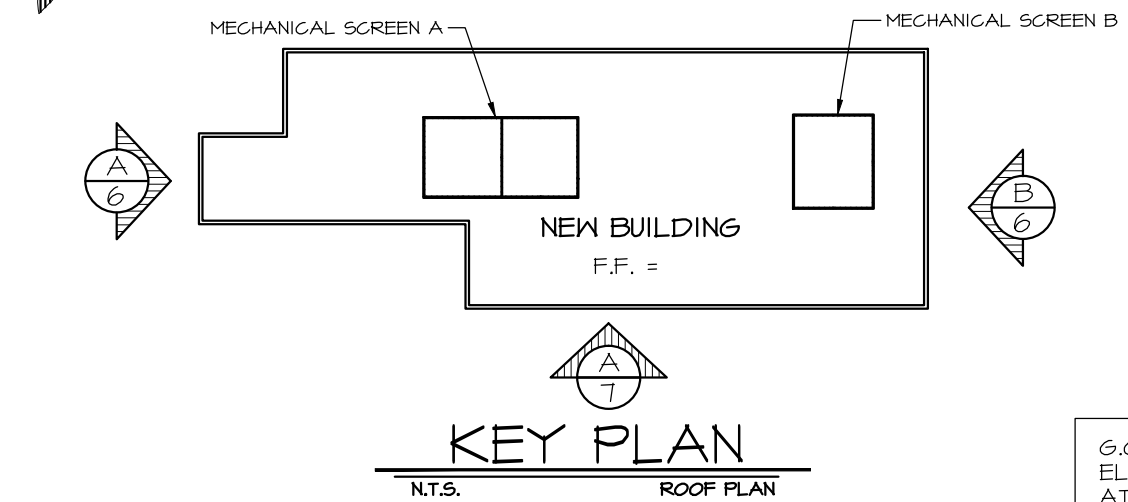 MECHANICAL SCREEN A
MECHANICAL SCREEN B
A
6
B
6
NEW BUILDING
F.F. =
A
7
KEY PLAN
N.T.S. ROOF PLAN